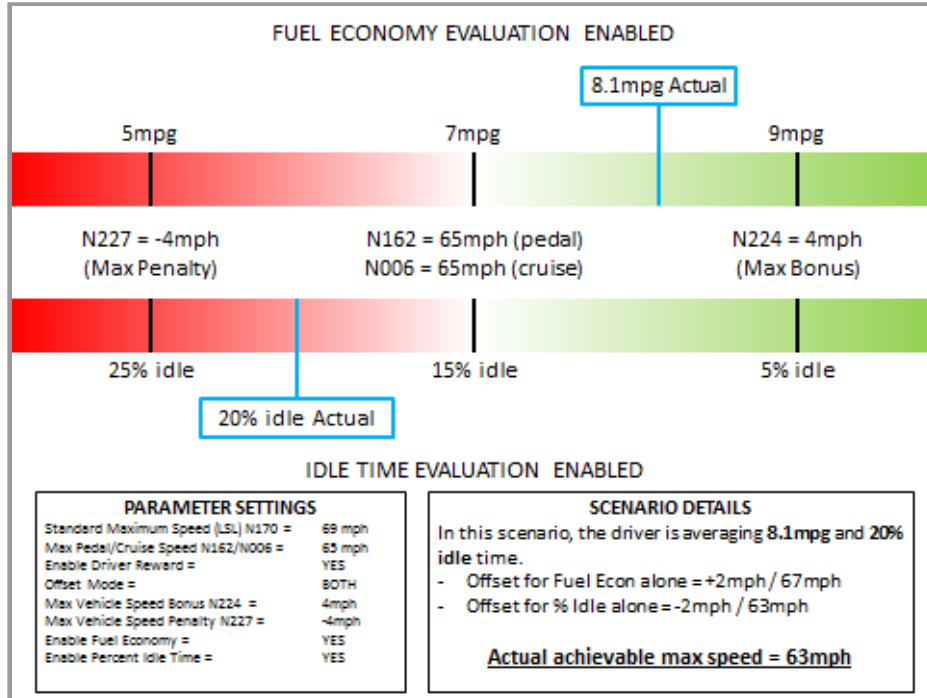 FUEL ECONOMY EVALUATION ENABLED
8.1mpg Actual
5mpg 7mpg 9mpg
N227 = -4mph N162 = 65mph (pedal) N224 = 4mph
(Max Penalty) N006 = 65mph (cruise) (Max Bonus)
25% idle 15% idle 5% idle
20% idle Actual
IDLE TIME EVALUATION ENABLED
PARAMETER SETTINGS
Standard Maximum Speed (LSL) N170 = 69 mph
Max Pedal/Cruise Speed N162/N006 = 65 mph
Enable Driver Reward = YES
Offset Mode = BOTH
Max Vehicle Speed Bonus N224 = 4mph
Max Vehicle Speed Penalty N227 = -4mph
Enable Fuel Economy = YES
Enable Percent Idle Time = YES
SCENARIO DETAILS
In this scenario, the driver is averaging 8.1mpg and 20%
idle time.
- Offset for Fuel Econ alone = +2mph / 67mph
- Offset for % Idle alone = -2mph / 63mph
Actual achievable max speed = 63mph